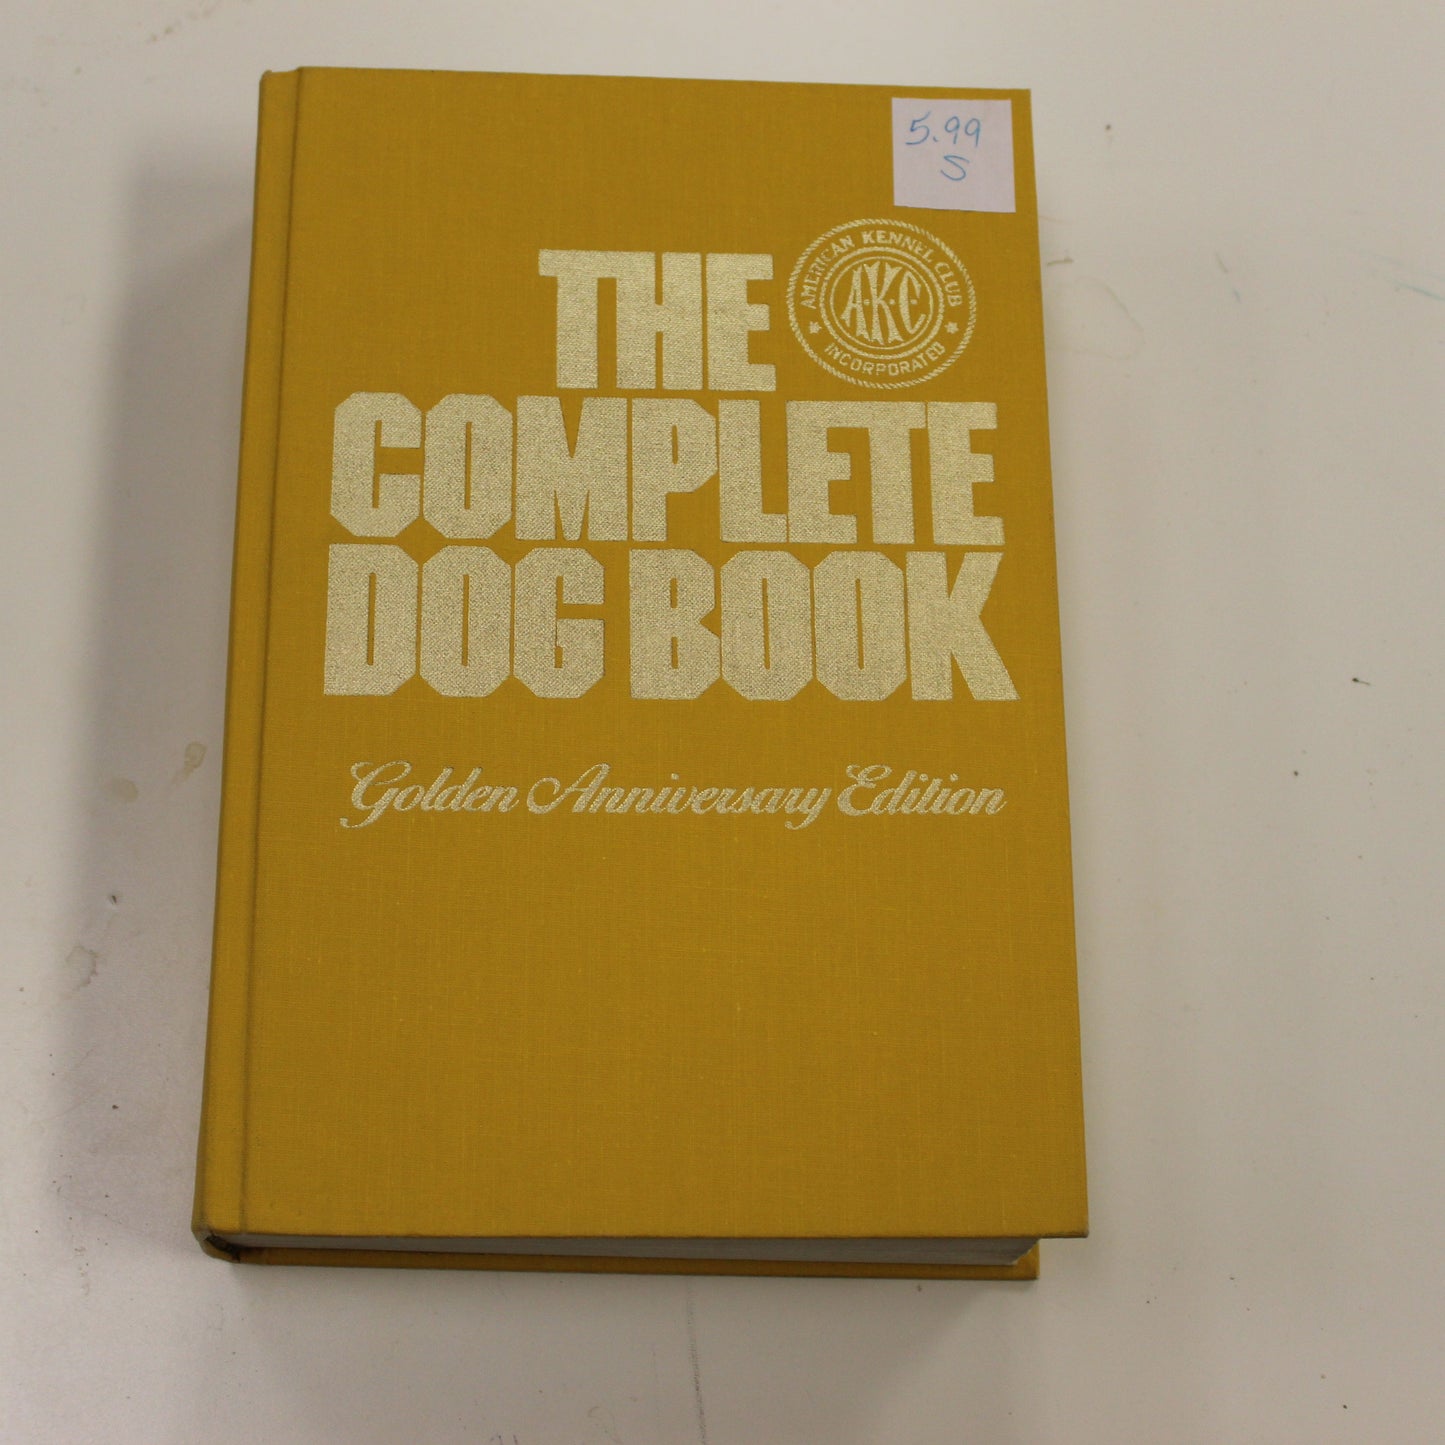 5.99
S
AMERICAN KENNEL CLUB
A·K·C
INCORPORATED
THE
COMPLETE
DOG BOOK
Golden Anniversary Edition